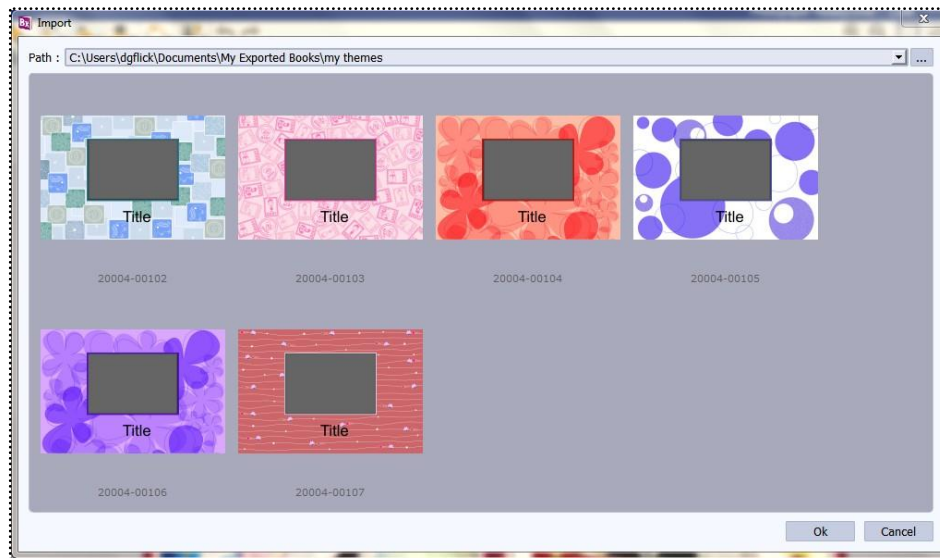 Bx Import
Path : C:\Users\dgflick\Documents\My Exported Books\my themes ...
Title Title Title Title
20004-00102 20004-00103 20004-00104 20004-00105
Title Title
20004-00106 20004-00107
Ok Cancel